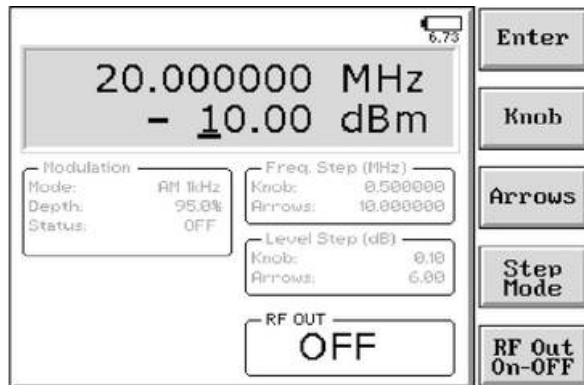 6.73
20.000000 MHz
- 10.00 dBm
Modulation
Mode: AM 1kHz
Depth: 95.0%
Status: OFF
Freq. Step (MHz)
Knob: 0.500000
Arrows: 10.000000
Level Step (dB)
Knob: 0.10
Arrows: 6.00
RF OUT
OFF
Enter
Knob
Arrows
Step
Mode
RF Out
On-OFF